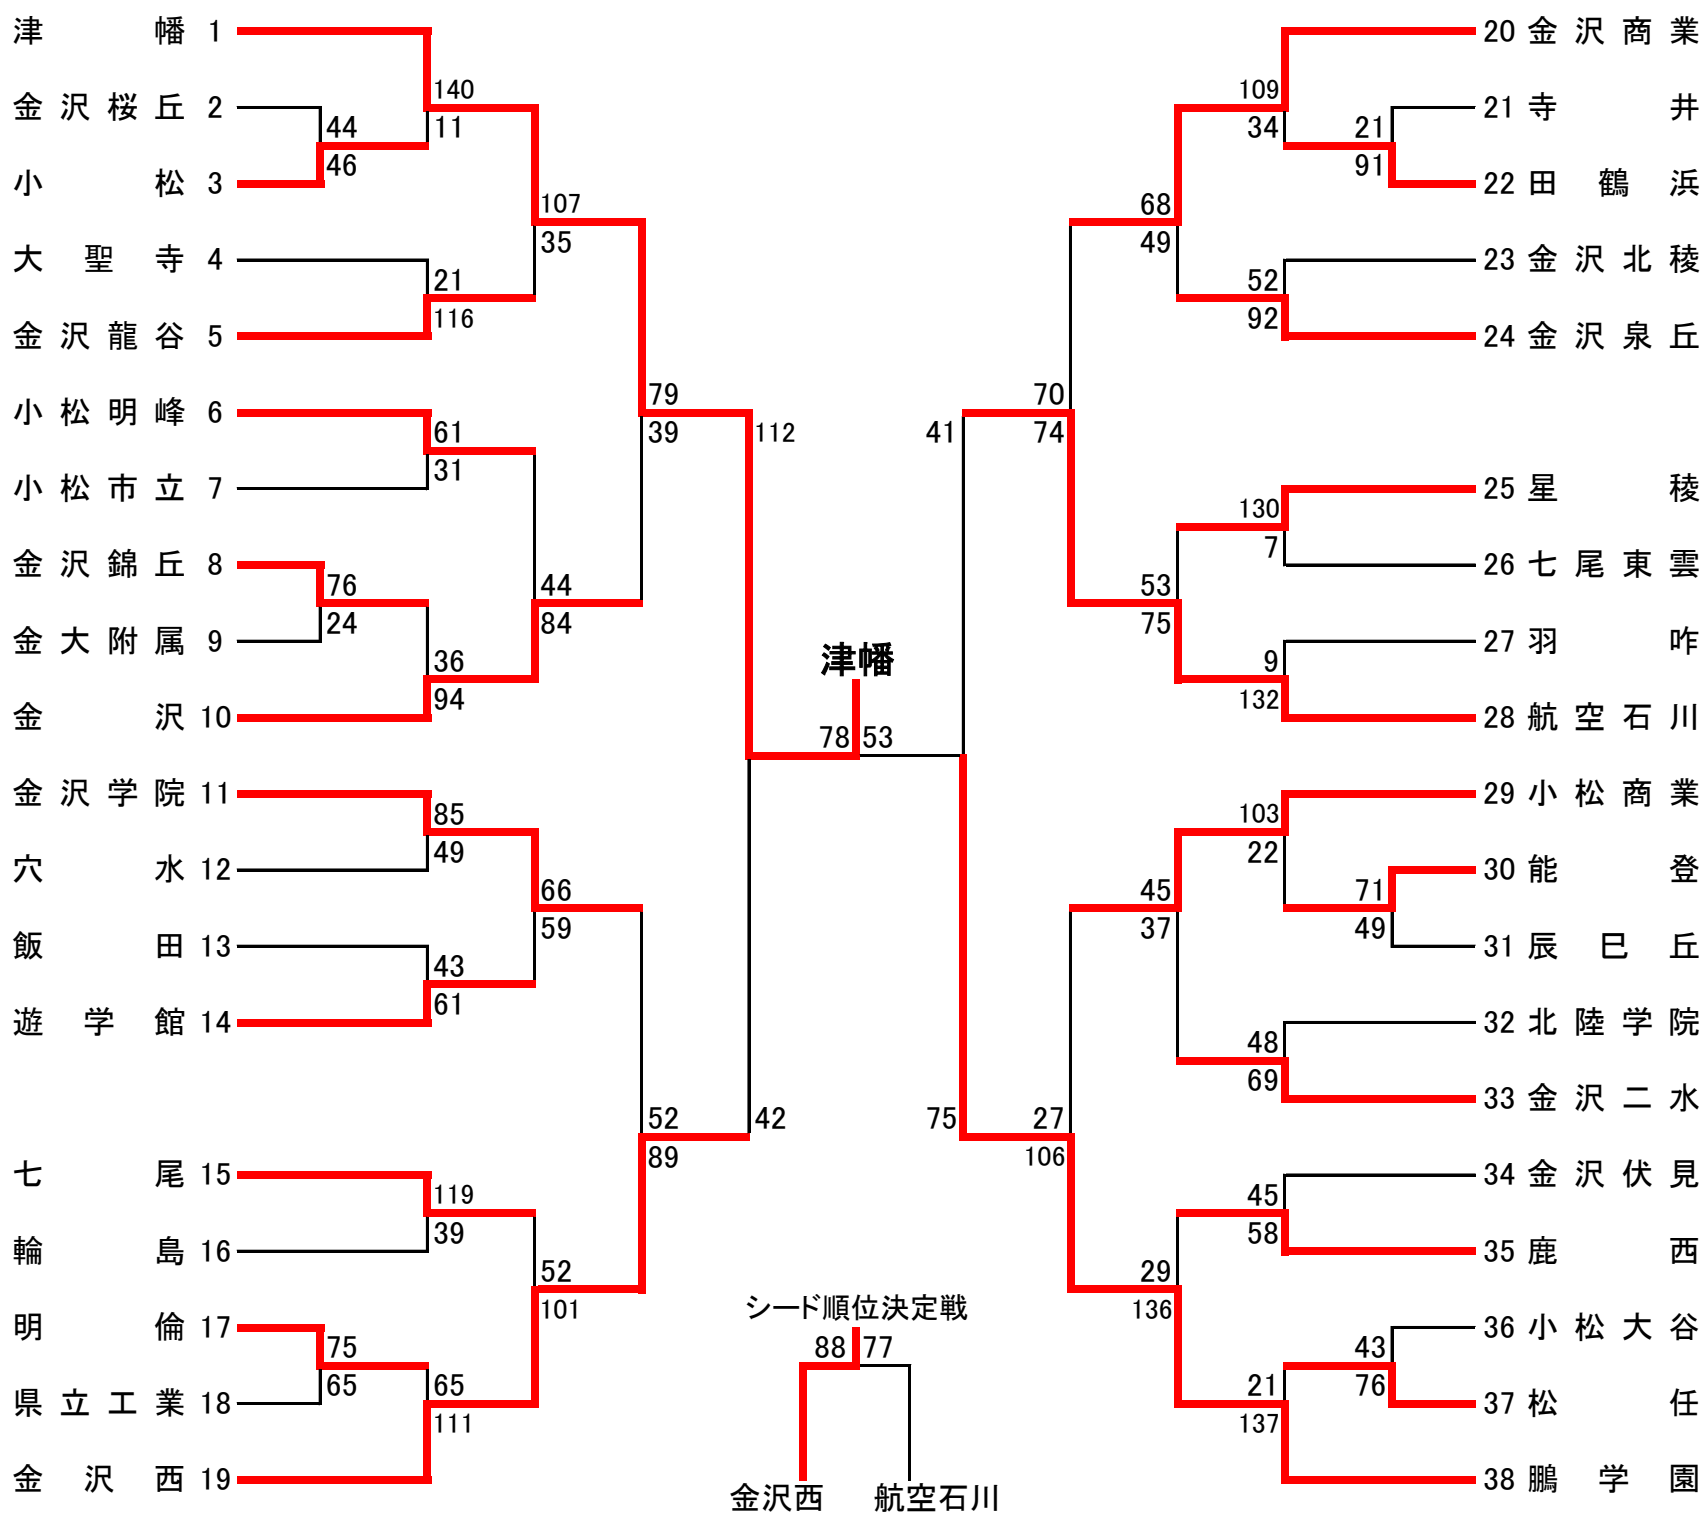 津幡 1
金沢桜丘 2
小松 3
大聖寺 4
金沢龍谷 5
小松明峰 6
小松市立 7
金沢錦丘 8
金大附属 9
金沢 10
金沢学院 11
穴水 12
飯田 13
遊学館 14
七尾 15
輪島 16
明倫 17
県立工業 18
金沢西 19
44
46
76
24
75
65
140
11
21
116
61
31
36
94
85
49
43
61
119
39
65
111
107
35
44
84
66
59
52
101
79
39
52
89
112
42
津幡
78 53
41
75
70
74
27
106
68
49
53
75
45
37
29
136
109
34
52
92
130
7
9
132
103
22
48
69
45
58
21
137
21
91
71
49
43
76
20 金沢商業
21 寺井
22 田鶴浜
23 金沢北稜
24 金沢泉丘
25 星稜
26 七尾東雲
27 羽咋
28 航空石川
29 小松商業
30 能登
31 辰巳丘
32 北陸学院
33 金沢二水
34 金沢伏見
35 鹿西
36 小松大谷
37 松任
38 鵬学園
シード順位決定戦
88 77
金沢西 航空石川